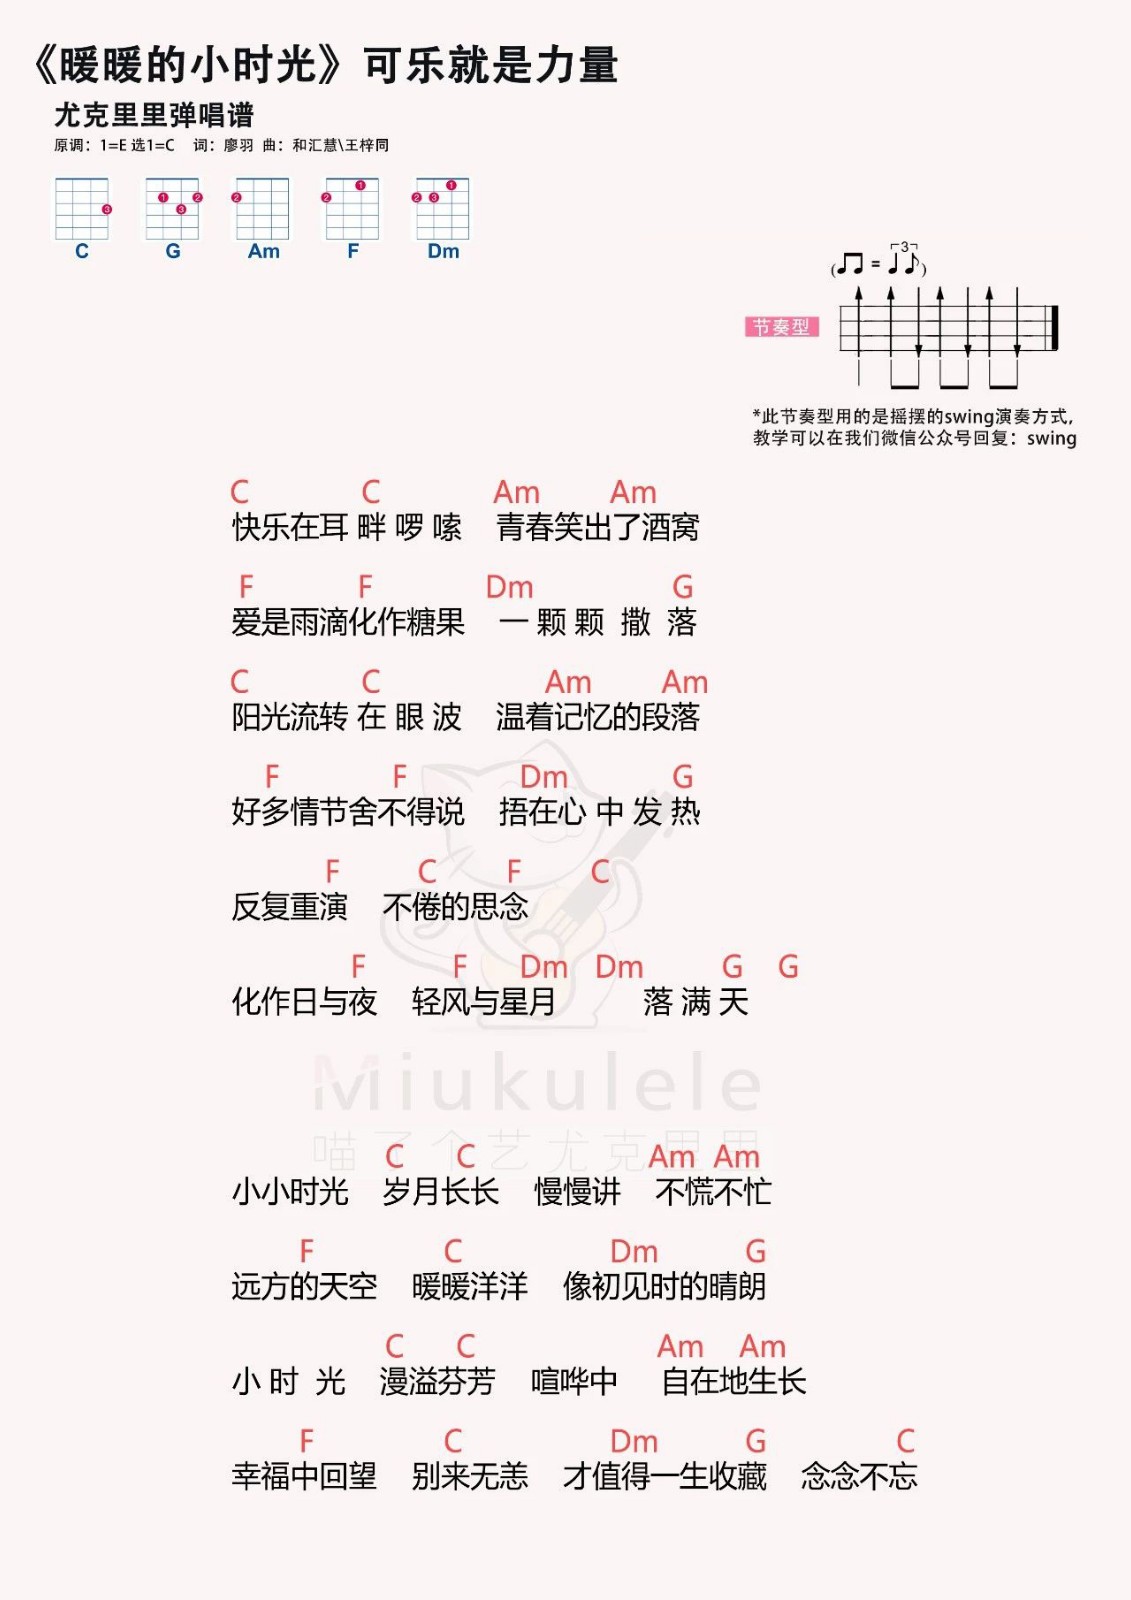 《暖暖的小时光》可乐就是力量
尤克里里弹唱谱
原调：1=E 选1=C 词：廖羽 曲：和汇慧\王梓同
3 1 2 3 2 1 2 1 2 3
C G Am F Dm
( = 3 )
节奏型
*此节奏型用的是摇摆的swing演奏方式,
教学可以在我们微信公众号回复：swing
C C Am Am
快乐在耳 畔 啰 嗦 青春笑出了酒窝
F F Dm G
爱是雨滴化作糖果 一 颗 颗 撒 落
C C Am Am
阳光流转 在 眼 波 温着记忆的段落
F F Dm G
好多情节舍不得说 捂在心 中 发 热
F C F C
反复重演 不倦的思念
F F Dm Dm G G
化作日与夜 轻风与星月 落 满 天
Miukulele
喵了个艺尤克里里
C C Am Am
小小时光 岁月长长 慢慢讲 不慌不忙
F C Dm G
远方的天空 暖暖洋洋 像初见时的晴朗
C C Am Am
小 时 光 漫溢芬芳 喧哗中 自在地生长
F C Dm G C
幸福中回望 别来无恙 才值得一生收藏 念念不忘